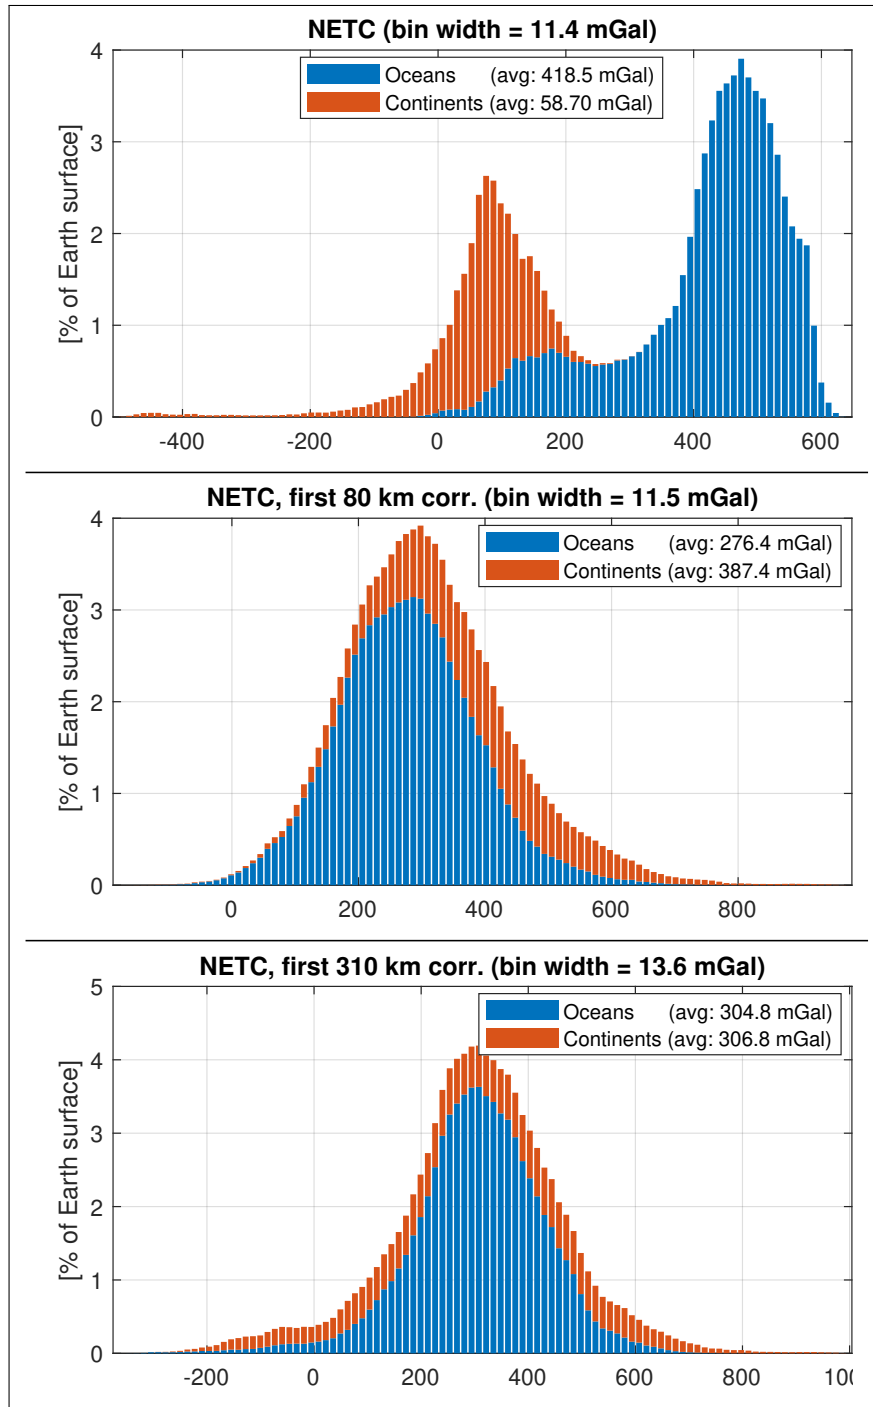 NETC (bin width = 11.4 mGal)
4
Oceans (avg: 418.5 mGal)
Continents (avg: 58.70 mGal)
3
[% of Earth surface]
2
1
0
-400 -200 0 200 400 600
NETC, first 80 km corr. (bin width = 11.5 mGal)
4
Oceans (avg: 276.4 mGal)
Continents (avg: 387.4 mGal)
3
[% of Earth surface]
2
1
0
0 200 400 600 800
NETC, first 310 km corr. (bin width = 13.6 mGal)
5
Oceans (avg: 304.8 mGal)
Continents (avg: 306.8 mGal)
4
[% of Earth surface]
3
2
1
0
-200 0 200 400 600 800